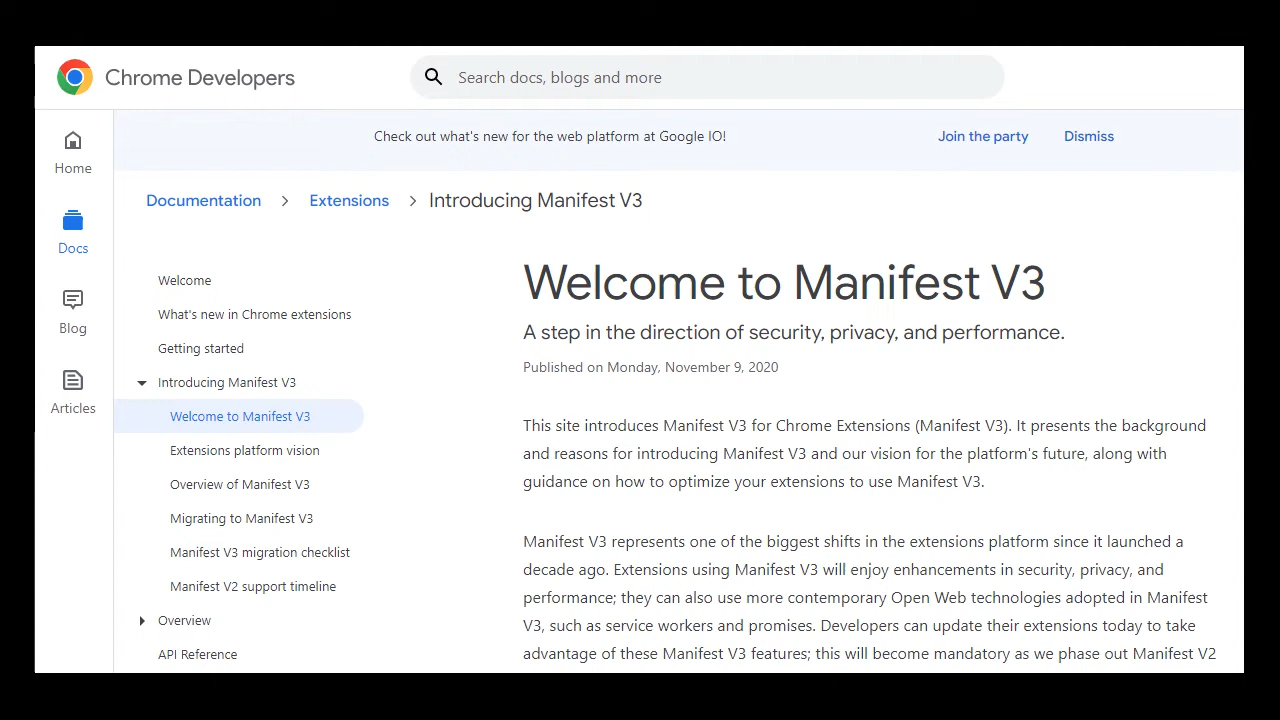 Chrome Developers
Search docs, blogs and more
Check out what's new for the web platform at Google IO!
Join the party
Dismiss
Home
Docs
Blog
Articles
Documentation
Extensions
Introducing Manifest V3
Welcome
What's new in Chrome extensions
Getting started
Introducing Manifest V3
Welcome to Manifest V3
Extensions platform vision
Overview of Manifest V3
Migrating to Manifest V3
Manifest V3 migration checklist
Manifest V2 support timeline
Overview
API Reference
Welcome to Manifest V3
A step in the direction of security, privacy, and performance.
Published on Monday, November 9, 2020
This site introduces Manifest V3 for Chrome Extensions (Manifest V3). It presents the background
and reasons for introducing Manifest V3 and our vision for the platform's future, along with
guidance on how to optimize your extensions to use Manifest V3.
Manifest V3 represents one of the biggest shifts in the extensions platform since it launched a
decade ago. Extensions using Manifest V3 will enjoy enhancements in security, privacy, and
performance; they can also use more contemporary Open Web technologies adopted in Manifest
V3, such as service workers and promises. Developers can update their extensions today to take
advantage of these Manifest V3 features; this will become mandatory as we phase out Manifest V2